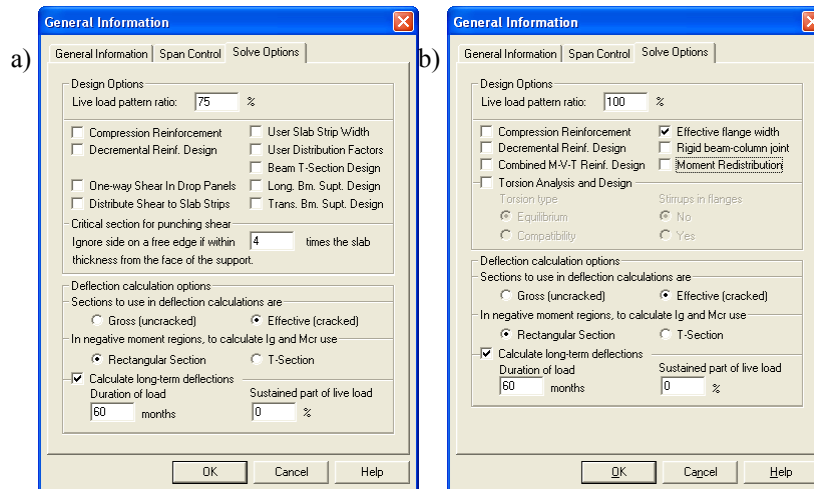 a)
General Information
General Information Span Control Solve Options
Design Options
Live load pattern ratio: 75 %
Compression Reinforcement User Slab Strip Width
Decremental Reinf. Design User Distribution Factors
Beam T-Section Design
One-way Shear In Drop Panels Long. Bm. Supt. Design
Distribute Shear to Slab Strips Trans. Bm. Supt. Design
Critical section for punching shear
Ignore side on a free edge if within 4 times the slab
thickness from the face of the support.
Deflection calculation options
Sections to use in deflection calculations are
Gross (uncracked) Effective (cracked)
In negative moment regions, to calculate Ig and Mcr use
Rectangular Section T-Section
Calculate long-term deflections
Duration of load Sustained part of live load
60 months 0 %
OK Cancel Help
b)
General Information
General Information Span Control Solve Options
Design Options
Live load pattern ratio: 100 %
Compression Reinforcement Effective flange width
Decremental Reinf. Design Rigid beam-column joint
Combined M-V-T Reinf. Design Moment Redistribution
Torsion Analysis and Design
Torsion type Stirrups in flanges
Equilibrium No
Compatibility Yes
Deflection calculation options
Sections to use in deflection calculations are
Gross (uncracked) Effective (cracked)
In negative moment regions, to calculate Ig and Mcr use
Rectangular Section T-Section
Calculate long-term deflections
Duration of load Sustained part of live load
60 months 0 %
OK Cancel Help